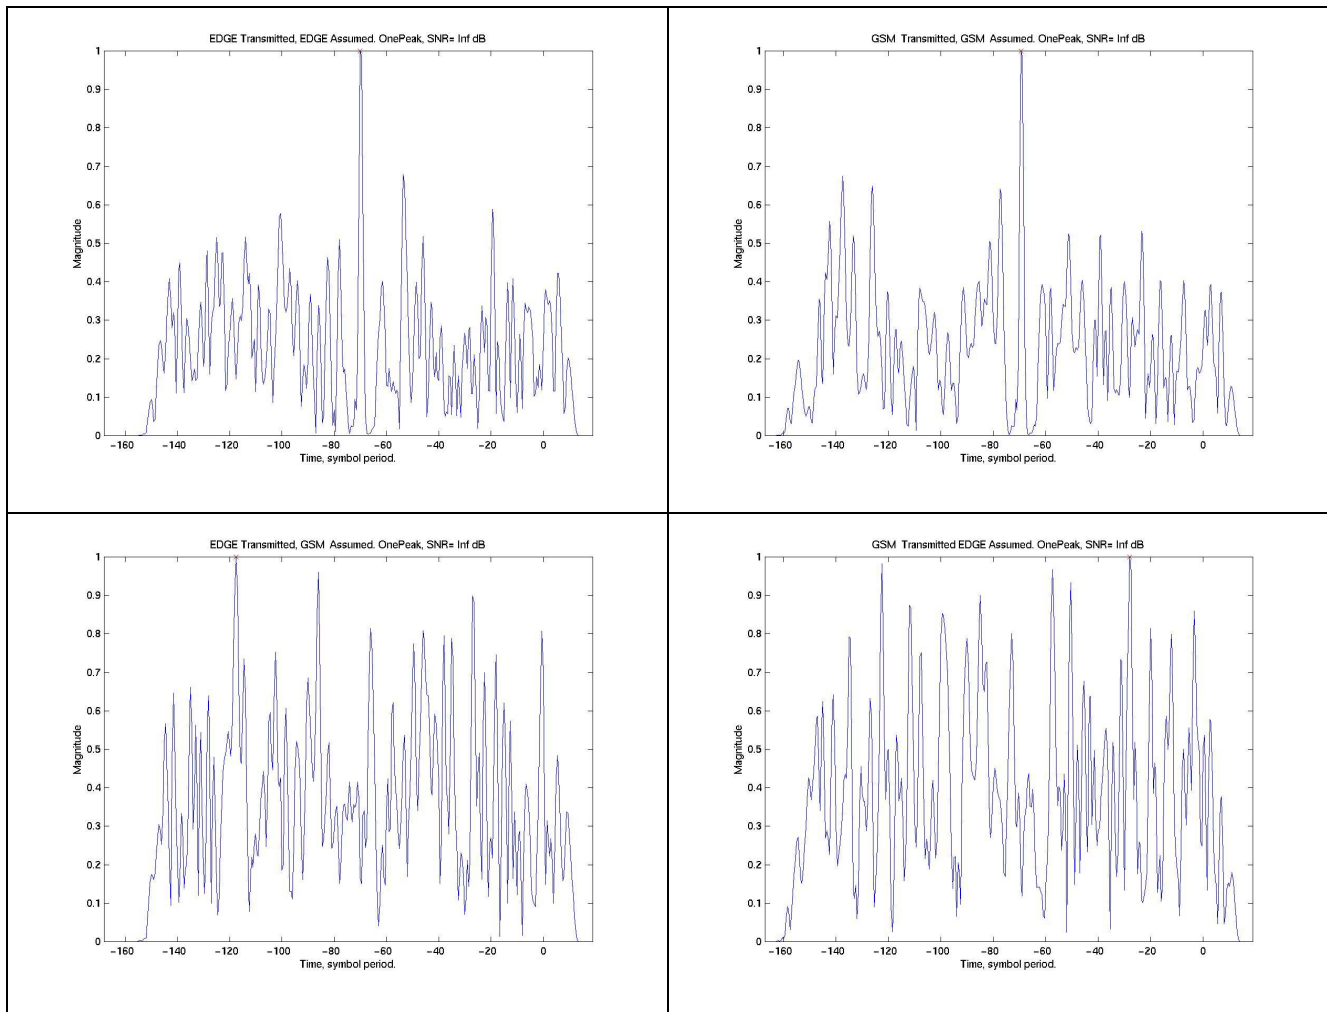 EDGE Transmitted, EDGE Assumed. OnePeak, SNR= Inf dB
1
0.9
0.8
0.7
0.6
0.5
0.4
0.3
0.2
0.1
0
Magnitude
-160 -140 -120 -100 -80 -60 -40 -20 0
Time, symbol period.
GSM Transmitted, GSM Assumed. OnePeak, SNR= Inf dB
1
0.9
0.8
0.7
0.6
0.5
0.4
0.3
0.2
0.1
0
Magnitude
-160 -140 -120 -100 -80 -60 -40 -20 0
Time, symbol period.
EDGE Transmitted, GSM Assumed. OnePeak, SNR= Inf dB
1
0.9
0.8
0.7
0.6
0.5
0.4
0.3
0.2
0.1
0
Magnitude
-160 -140 -120 -100 -80 -60 -40 -20 0
Time, symbol period.
GSM Transmitted EDGE Assumed. OnePeak, SNR= Inf dB
1
0.9
0.8
0.7
0.6
0.5
0.4
0.3
0.2
0.1
0
Magnitude
-160 -140 -120 -100 -80 -60 -40 -20 0
Time, symbol period.